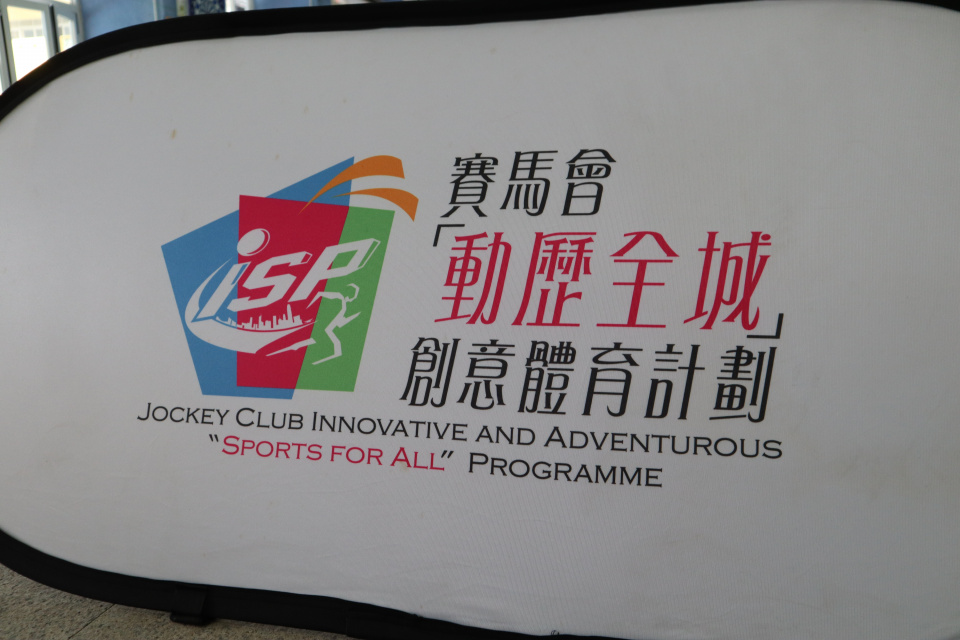 iSP
賽馬會
「動歷全城」
創意體育計劃
JOCKEY CLUB INNOVATIVE AND ADVENTUROUS
"SPORTS FOR ALL" PROGRAMME